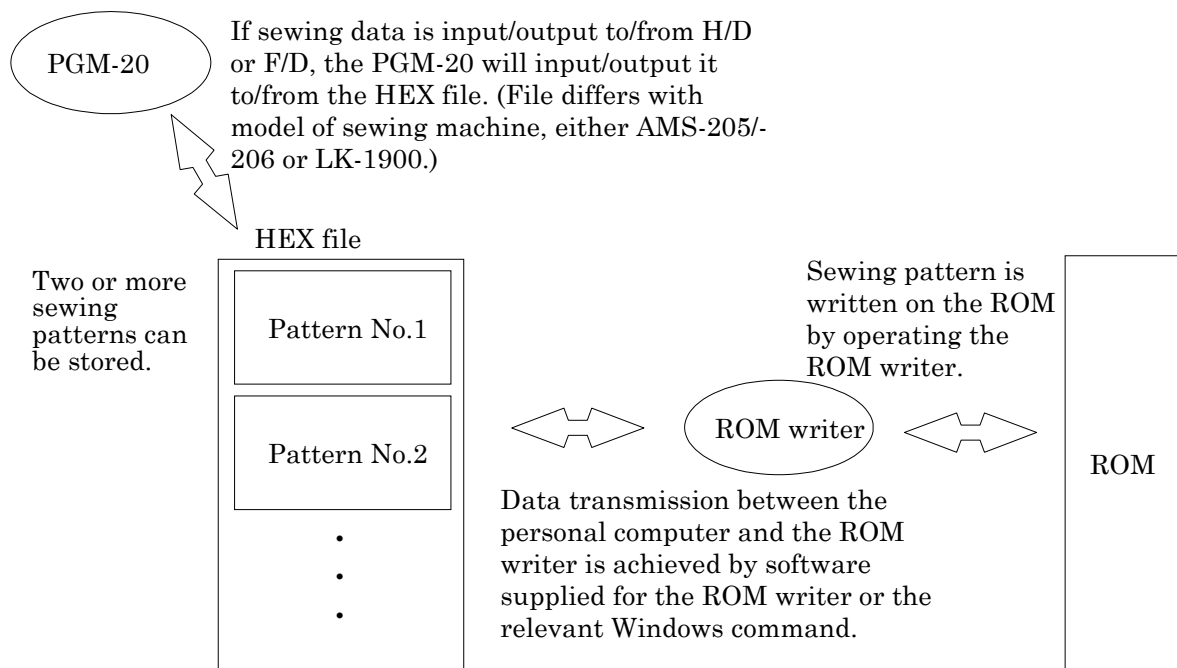 PGM-20
If sewing data is input/output to/from H/D
or F/D, the PGM-20 will input/output it
to/from the HEX file. (File differs with
model of sewing machine, either AMS-205/-
206 or LK-1900.)
HEX file
Two or more
sewing
patterns can
be stored.
Pattern No.1
Pattern No.2
Sewing pattern is
written on the ROM
by operating the
ROM writer.
ROM writer
ROM
Data transmission between the
personal computer and the ROM
writer is achieved by software
supplied for the ROM writer or the
relevant Windows command.